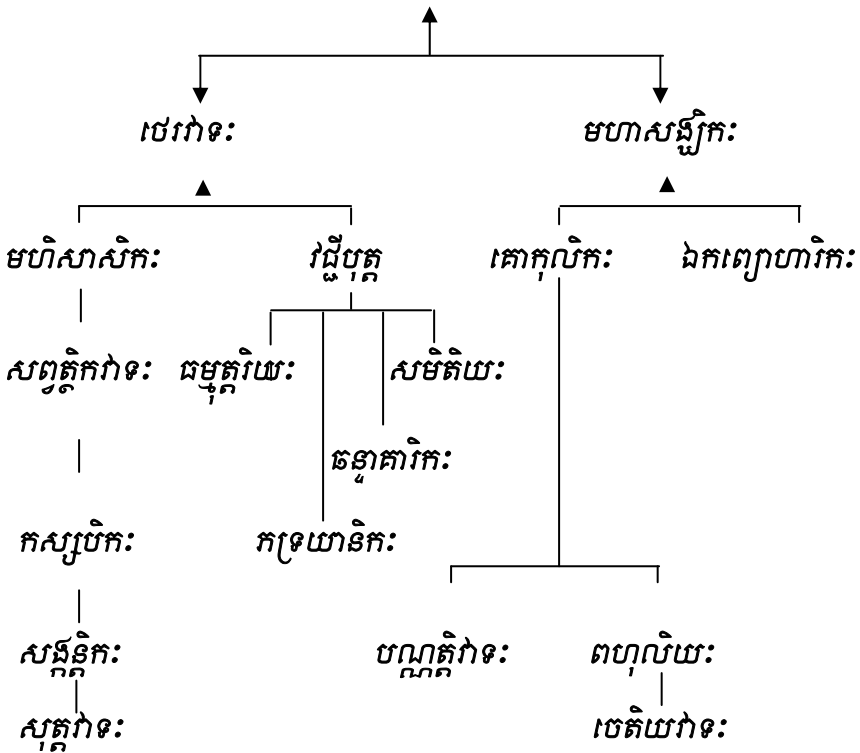 ថេរវាទៈ មហាសង្ឃិកៈ
មហិសាសិកៈ វជ្ជីបុត្ត គោកុលិកៈ ឯកព្យោហារិកៈ
សព្វត្ថិកវាទៈ ធម្មុត្តរិយៈ សមិតិយៈ
ឆន្ទាគារិកៈ
កស្សបិកៈ ភទ្រយានិកៈ
សង្កន្តិកៈ បណ្ណត្តិវាទៈ ពហុលិយៈ
សុត្តវាទៈ ចេតិយវាទៈ